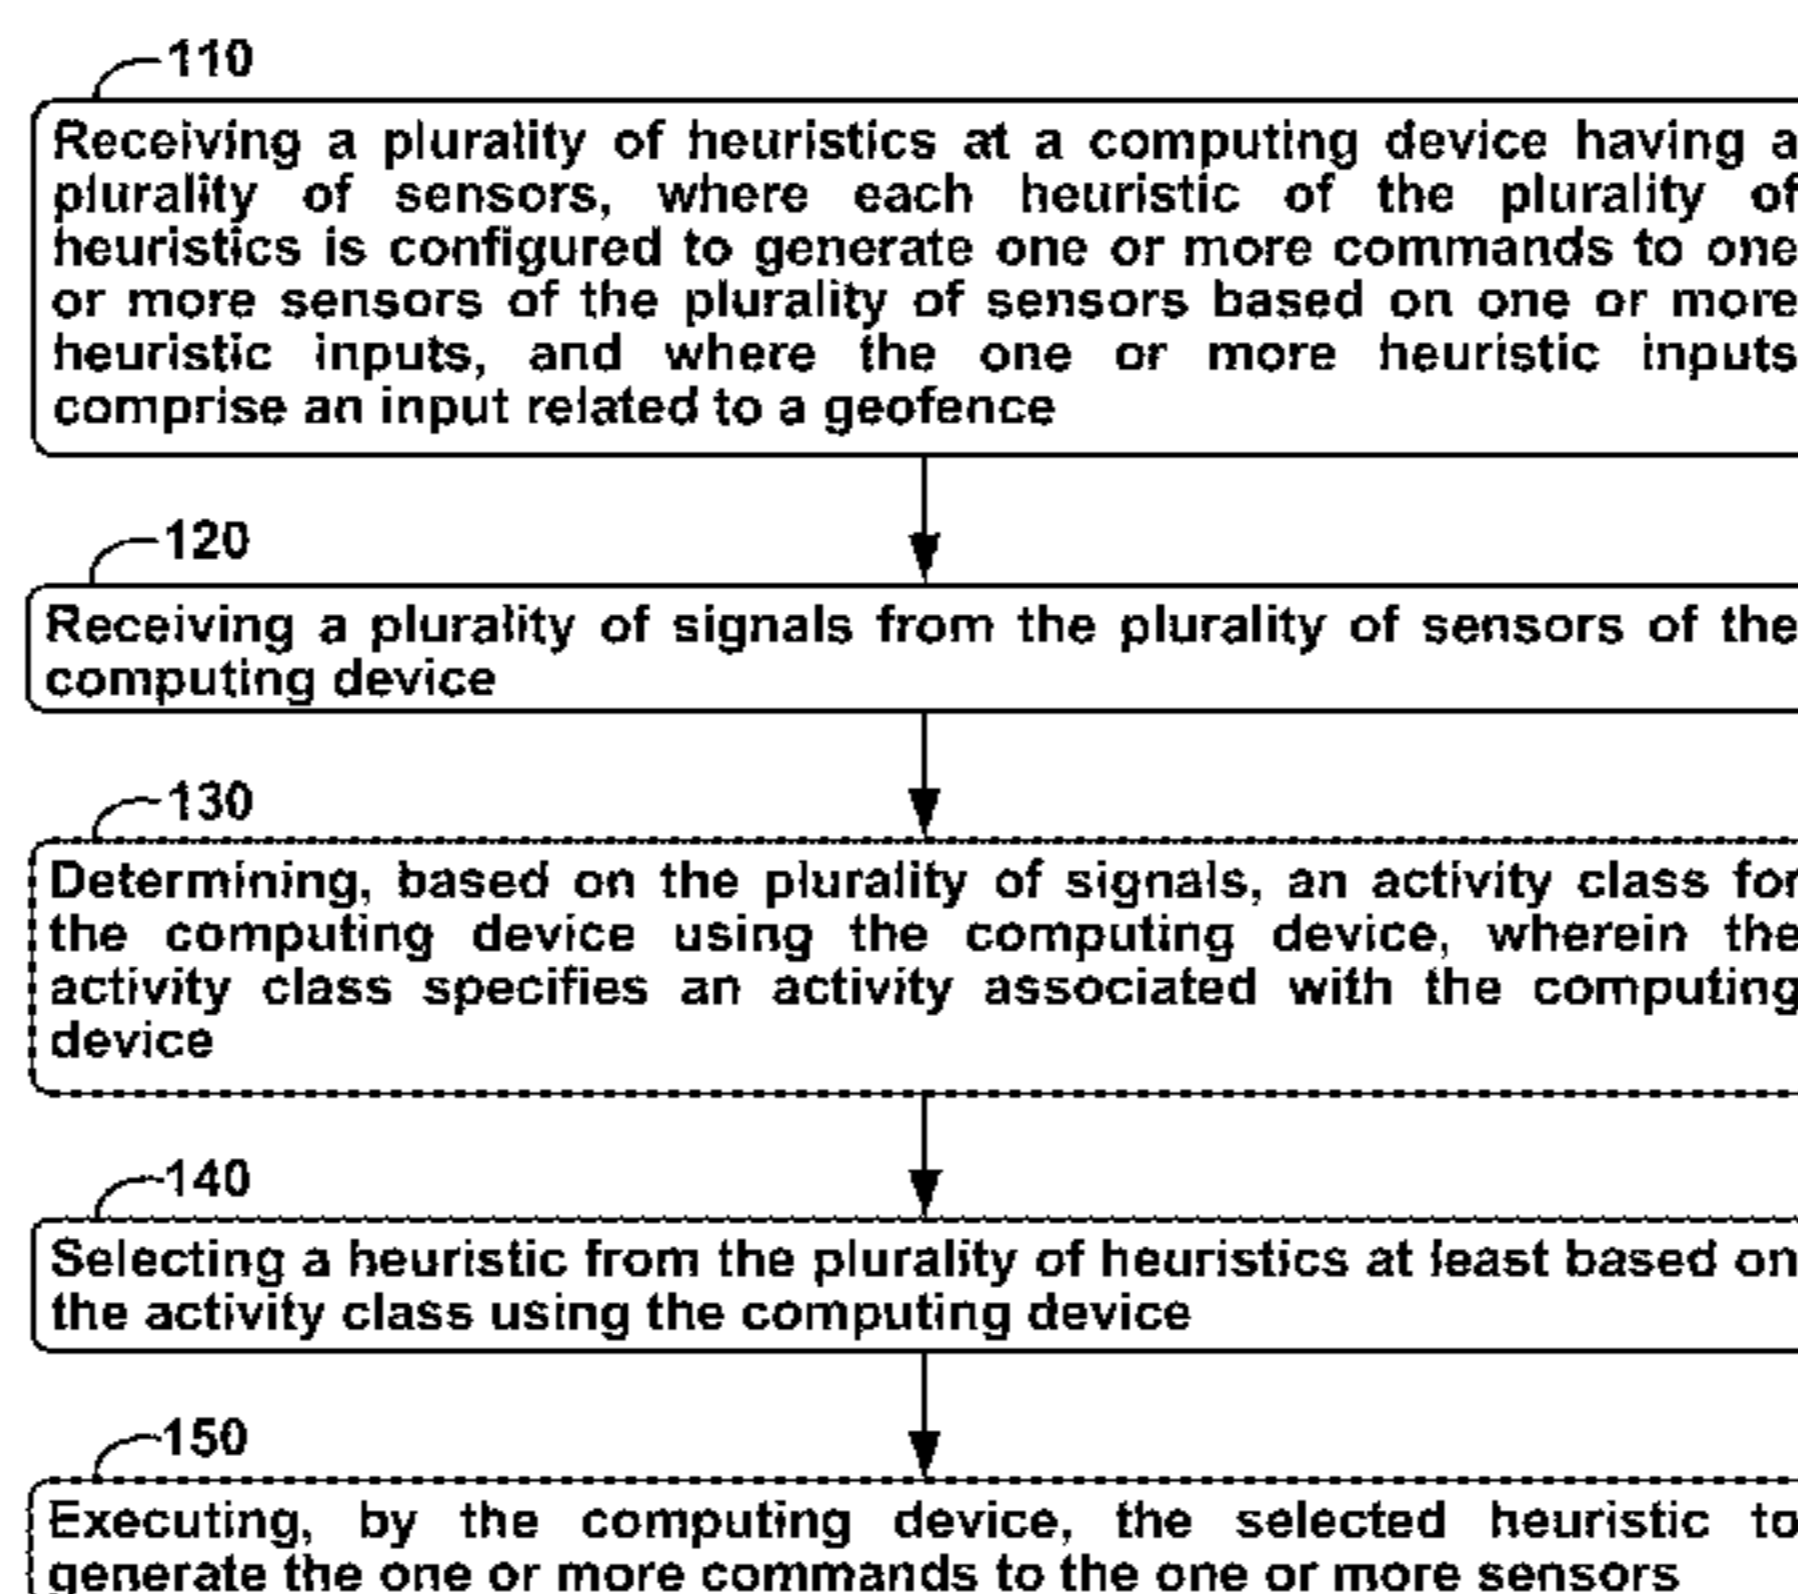 110
Receiving a plurality of heuristics at a computing device having a
plurality of sensors, where each heuristic of the plurality of
heuristics is configured to generate one or more commands to one
or more sensors of the plurality of sensors based on one or more
heuristic inputs, and where the one or more heuristic inputs
comprise an input related to a geofence
120
Receiving a plurality of signals from the plurality of sensors of the
computing device
130
Determining, based on the plurality of signals, an activity class for
the computing device using the computing device, wherein the
activity class specifies an activity associated with the computing
device
140
Selecting a heuristic from the plurality of heuristics at least based on
the activity class using the computing device
150
Executing, by the computing device, the selected heuristic to
generate the one or more commands to the one or more sensors